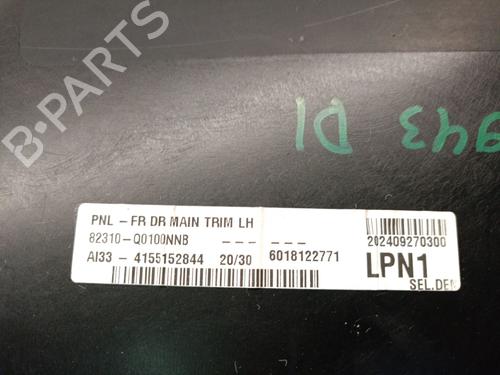 943 D1
B-PARTS
PNL - FR DR MAIN TRIM LH
82310-Q0100NNB --- ---
202409270300
AI33 - 4155152844 20/30 6018122771
LPN1
SEL.DE